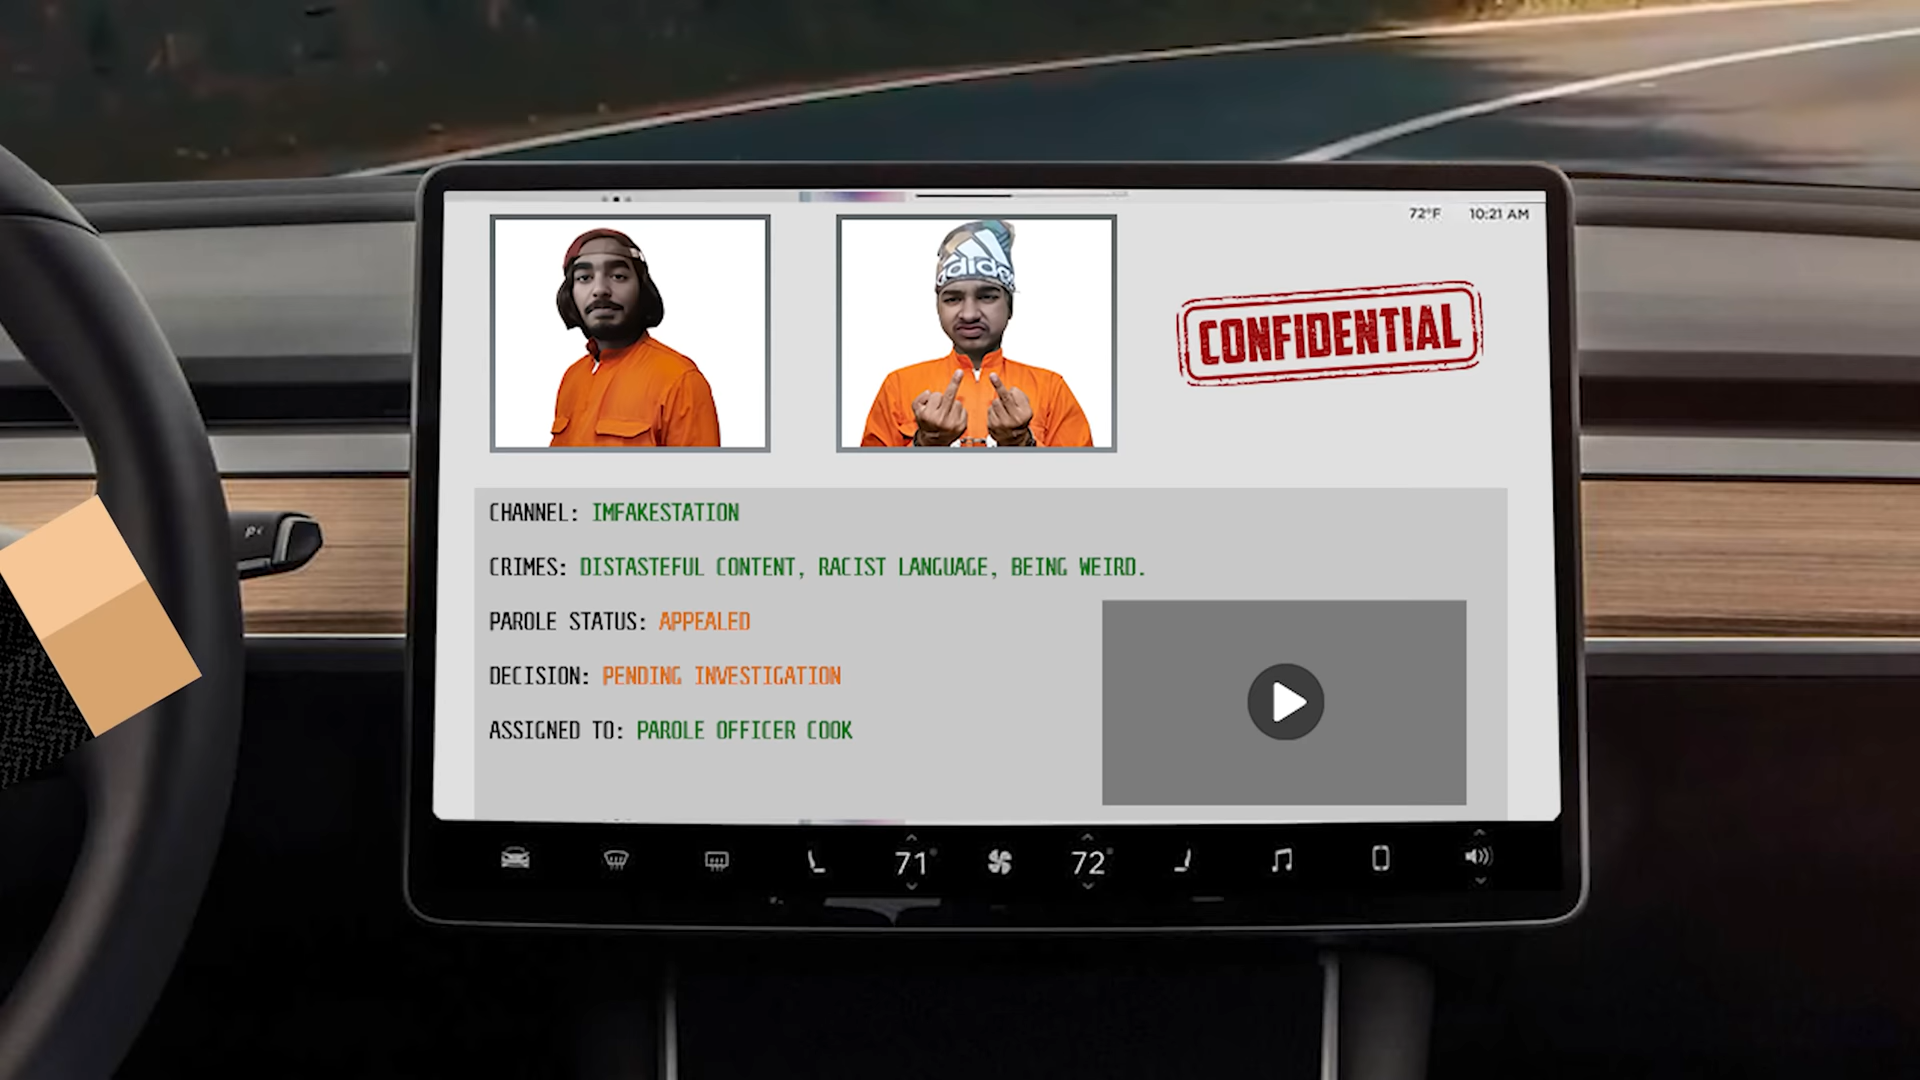 72°F 10:21 AM
adidas
CONFIDENTIAL
CHANNEL: IMFAKESTATION
CRIMES: DISTASTEFUL CONTENT, RACIST LANGUAGE, BEING WEIRD.
PAROLE STATUS: APPEALED
DECISION: PENDING INVESTIGATION
ASSIGNED TO: PAROLE OFFICER COOK
71° 72°